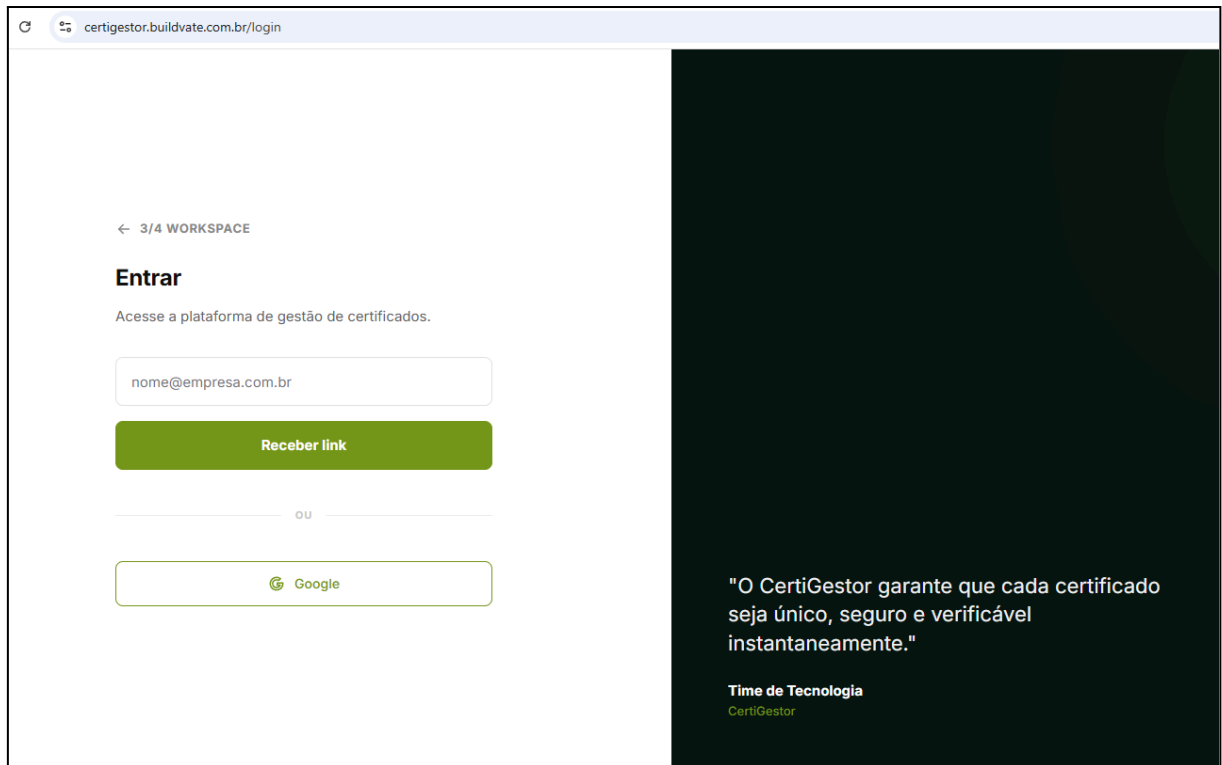 certigestor.buildvate.com.br/login
← 3/4 WORKSPACE
Entrar
Acesse a plataforma de gestão de certificados.
nome@empresa.com.br
Receber link
OU
Google
"O CertiGestor garante que cada certificado
seja único, seguro e verificável
instantaneamente."
Time de Tecnologia
CertiGestor